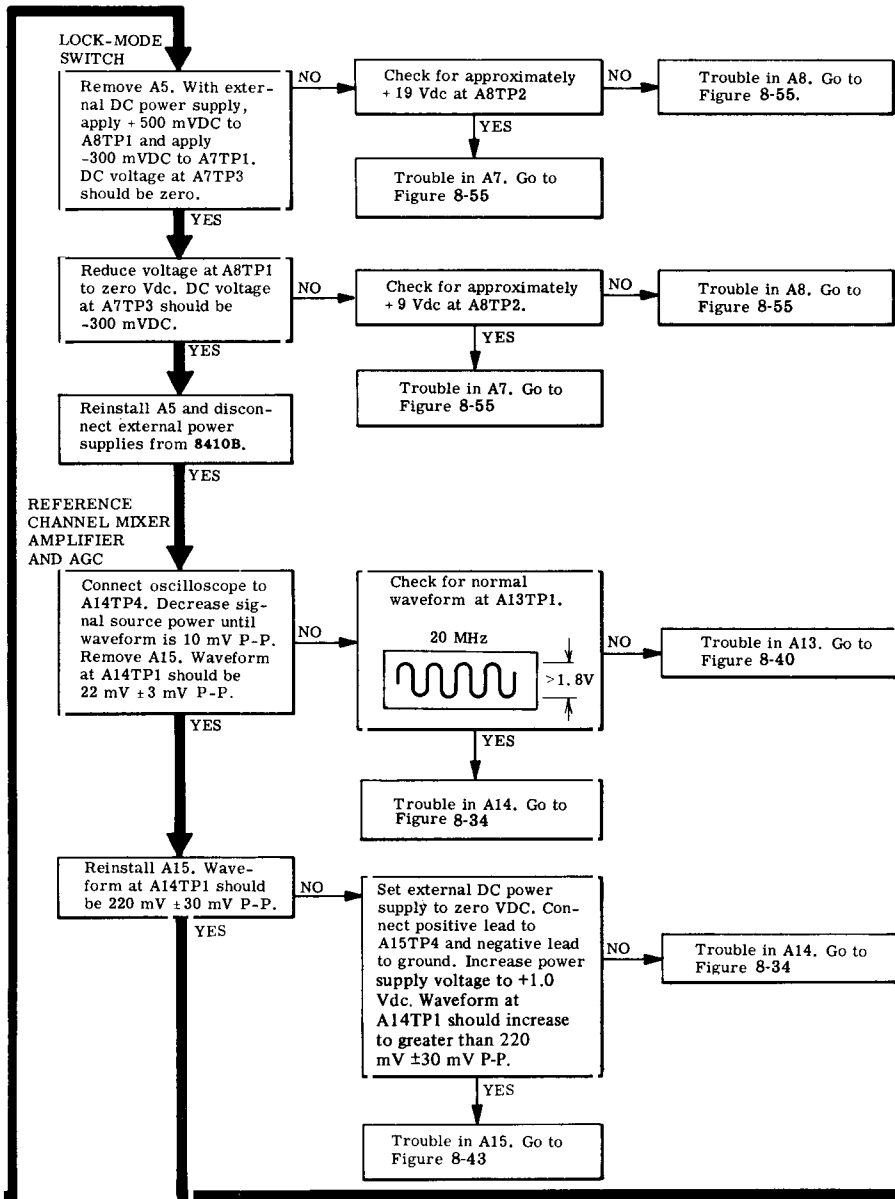 LOCK-MODE
SWITCH
Remove A5. With exter-
nal DC power supply,
apply + 500 mVDC to
A8TP1 and apply
-300 mVDC to A7TP1.
DC voltage at A7TP3
should be zero.
NO
Check for approximately
+ 19 Vdc at A8TP2
NO
Trouble in A8. Go to
Figure 8-55.
YES
Trouble in A7. Go to
Figure 8-55
YES
Reduce voltage at A8TP1
to zero Vdc. DC voltage
at A7TP3 should be
-300 mVDC.
NO
Check for approximately
+ 9 Vdc at A8TP2.
NO
Trouble in A8. Go to
Figure 8-55
YES
Trouble in A7. Go to
Figure 8-55
YES
Reinstall A5 and discon-
nect external power
supplies from 8410B.
YES
REFERENCE
CHANNEL MIXER
AMPLIFIER
AND AGC
Connect oscilloscope to
A14TP4. Decrease sig-
nal source power until
waveform is 10 mV P-P.
Remove A15. Waveform
at A14TP1 should be
22 mV ±3 mV P-P.
NO
Check for normal
waveform at A13TP1.
20 MHz
>1.8V
NO
Trouble in A13. Go to
Figure 8-40
YES
Trouble in A14. Go to
Figure 8-34
YES
Reinstall A15. Wave-
form at A14TP1 should
be 220 mV ±30 mV P-P.
NO
Set external DC power
supply to zero VDC. Con-
nect positive lead to
A15TP4 and negative lead
to ground. Increase power
supply voltage to +1.0
Vdc. Waveform at
A14TP1 should increase
to greater than 220
mV ±30 mV P-P.
NO
Trouble in A14. Go to
Figure 8-34
YES
Trouble in A15. Go to
Figure 8-43
YES